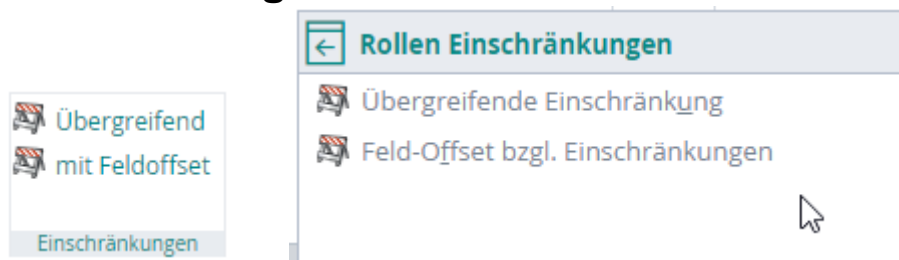 Übergreifend
mit Feldoffset
Einschränkungen
Rollen Einschränkungen
Übergreifende Einschränkung
Feld-Offset bzgl. Einschränkungen